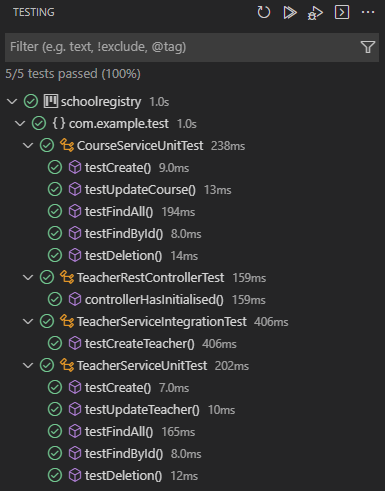 TESTING
Filter (e.g. text, !exclude, @tag)
5/5 tests passed (100%)
schoolregistry 1.0s
{ } com.example.test 1.0s
CourseServiceUnitTest 238ms
testCreate() 9.0ms
testUpdateCourse() 13ms
testFindAll() 194ms
testFindById() 8.0ms
testDeletion() 14ms
TeacherRestControllerTest 159ms
controllerHasInitialised() 159ms
TeacherServiceIntegrationTest 406ms
testCreateTeacher() 406ms
TeacherServiceUnitTest 202ms
testCreate() 7.0ms
testUpdateTeacher() 10ms
testFindAll() 165ms
testFindById() 8.0ms
testDeletion() 12ms